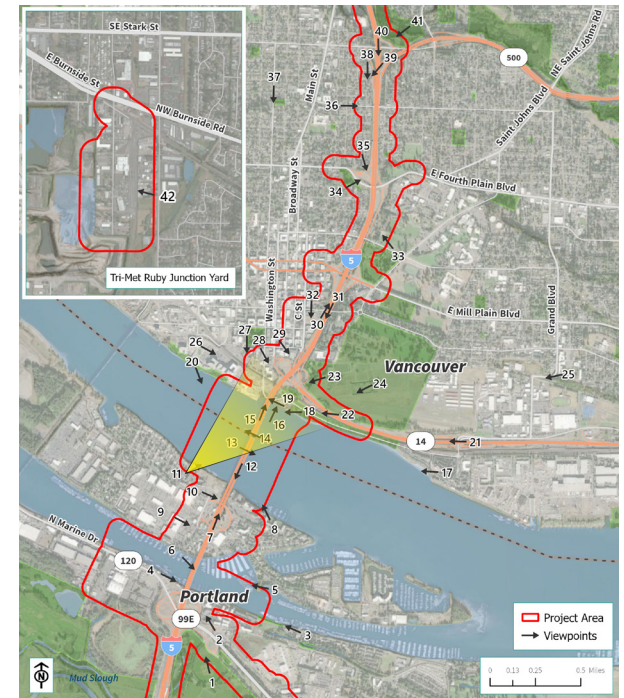 SE Stark St
E Burnside St
NW Burnside Rd
42
Tri-Met Ruby Junction Yard
41
40
38
39
500
NE Saint Johns Rd
37
Main St
36
Saint Johns Blvd
35
34
E Fourth Plain Blvd
Broadway St
33
5
Washington St
C St
32
31
30
E Mill Plain Blvd
Grand Blvd
26
27
28
29
20
Vancouver
23
24
25
19
18
22
15
16
14
21
13
14
17
11
12
10
9
7
8
N Marine Dr
6
120
4
Portland
5
99E
2
3
5
1
Mud Slough
N
Project Area
Viewpoints
0 0.13 0.25 0.5 Miles